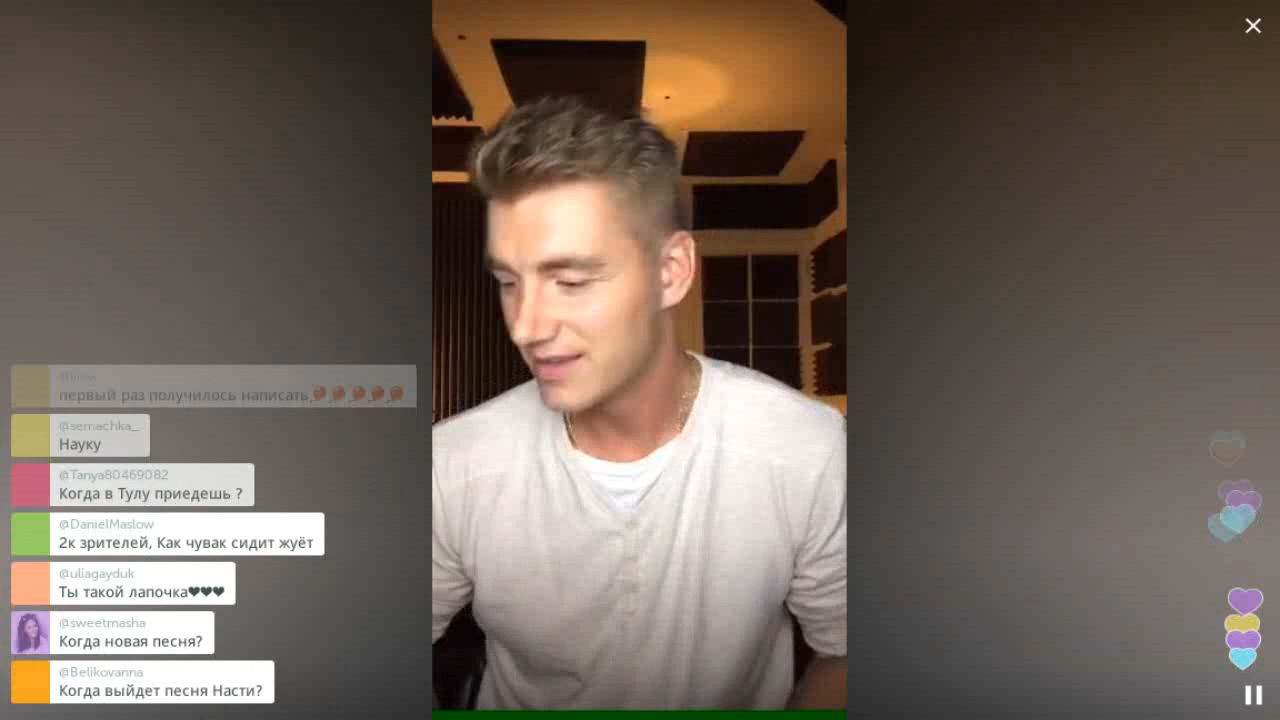 первый раз получилось написать
@semachka_
Науку
@Tanya80469082
Когда в Тулу приедешь ?
@DanielMaslow
2к зрителей, Как чувак сидит жуёт
@uliagayduk
Ты такой лапочка❤❤❤
@sweetmasha
Когда новая песня?
@Belikovanna
Когда выйдет песня Насти?